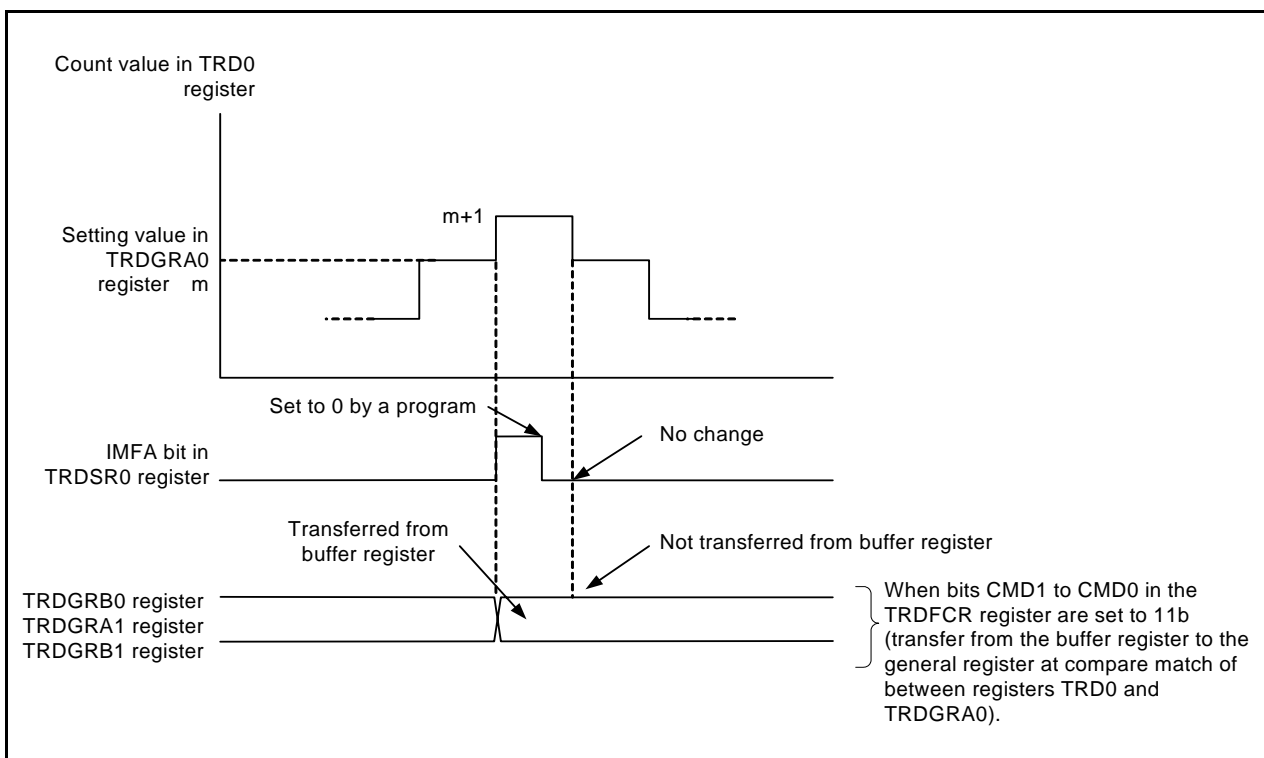 Count value in TRD0
register
m+1
Setting value in
TRDGRA0
register m
Set to 0 by a program
No change
IMFA bit in
TRDSR0 register
Transferred from
buffer register
Not transferred from buffer register
TRDGRB0 register
TRDGRA1 register
TRDGRB1 register
When bits CMD1 to CMD0 in the
TRDFCR register are set to 11b
(transfer from the buffer register to the
general register at compare match of
between registers TRD0 and
TRDGRA0).